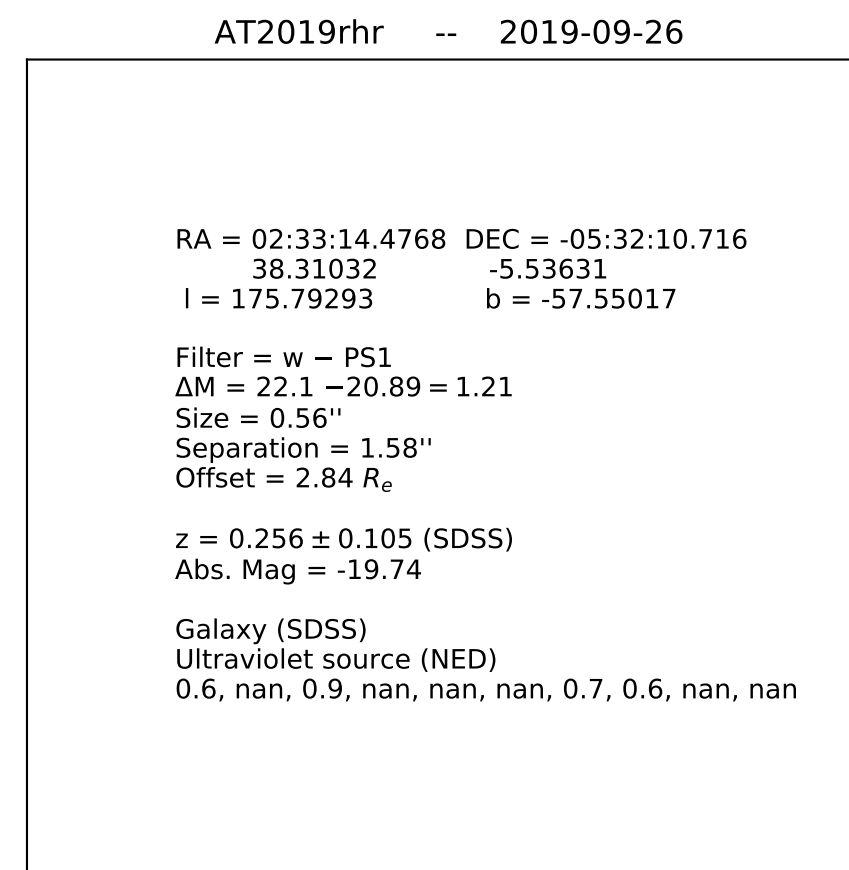 AT2019rhr -- 2019-09-26
RA = 02:33:14.4768 DEC = -05:32:10.716
38.31032 -5.53631
l = 175.79293 b = -57.55017
Filter = w − PS1
ΔM = 22.1 −20.89 = 1.21
Size = 0.56''
Separation = 1.58''
Offset = 2.84 Rₑ
z = 0.256 ± 0.105 (SDSS)
Abs. Mag = -19.74
Galaxy (SDSS)
Ultraviolet source (NED)
0.6, nan, 0.9, nan, nan, nan, 0.7, 0.6, nan, nan